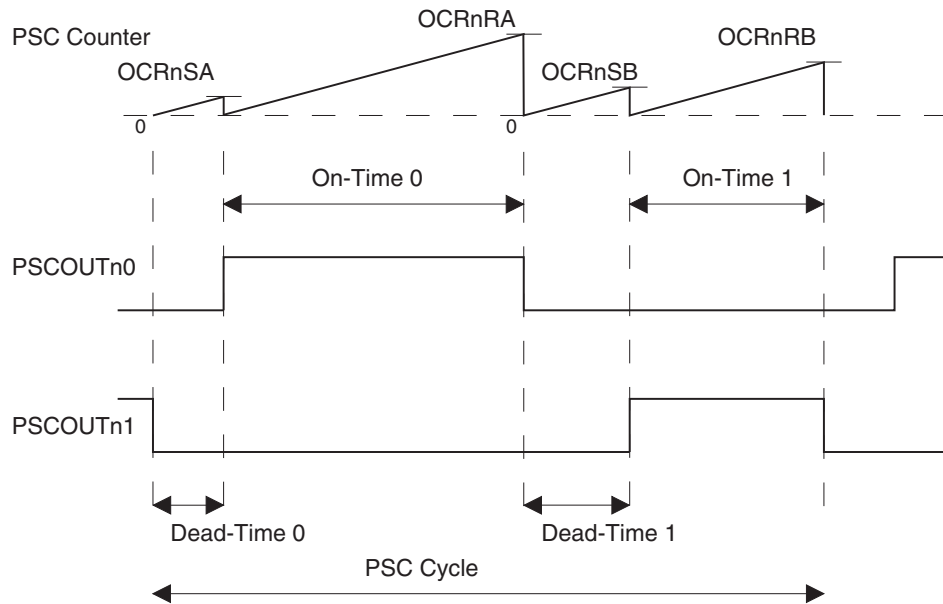 OCRnRA
PSC Counter
OCRnRB
OCRnSA
OCRnSB
0
0
On-Time 0
On-Time 1
PSCOUTn0
PSCOUTn1
Dead-Time 0
Dead-Time 1
PSC Cycle